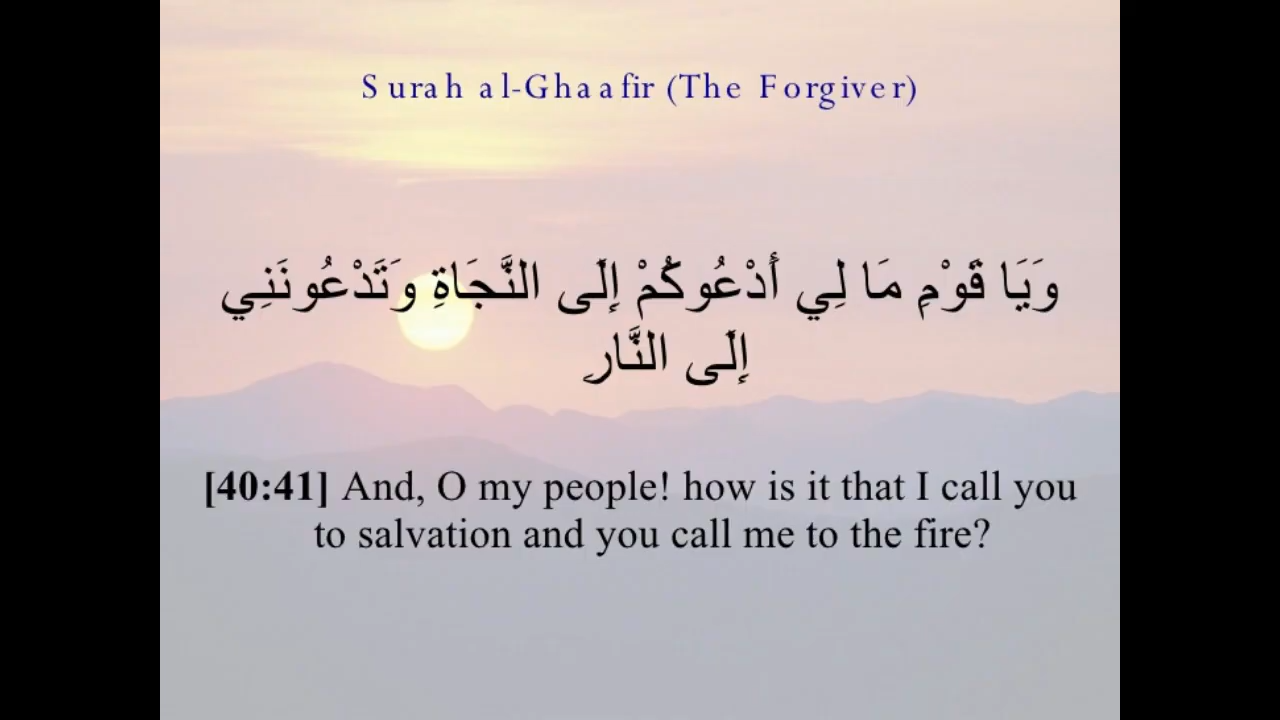 Surah al-Ghaafir (The Forgiver)
وَيَا قَوْمِ مَا لِي أَدْعُوكُمْ إِلَى النَّجَاةِ وَتَدْعُونَنِي
إِلَى النَّارِ
[40:41] And, O my people! how is it that I call you
to salvation and you call me to the fire?